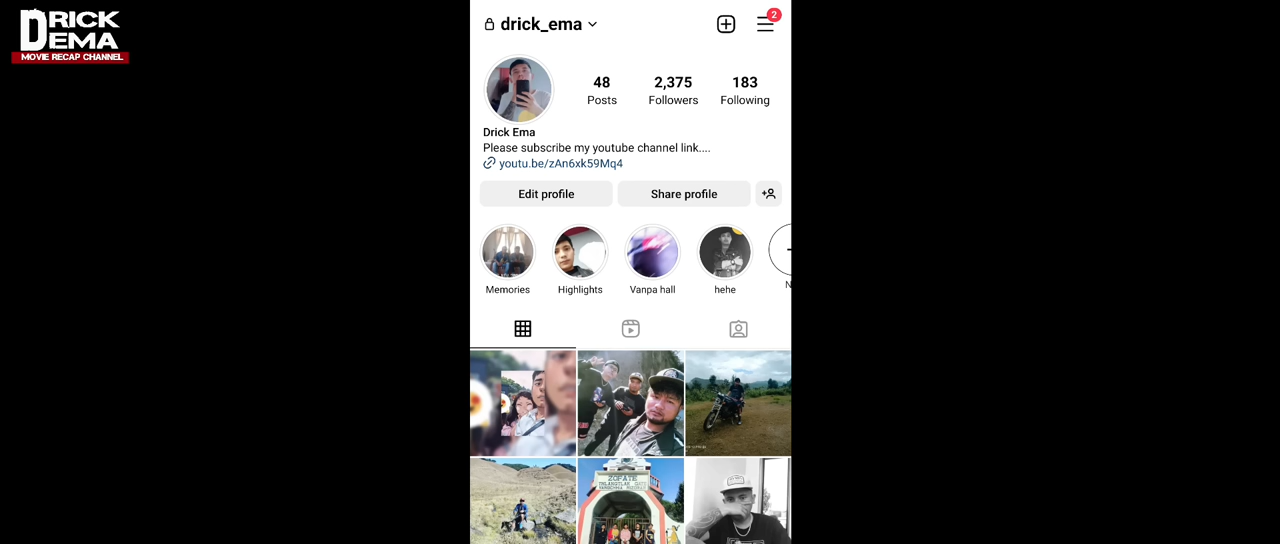 DRICK
EMA
MOVIE RECAP CHANNEL
drick_ema
2
48
Posts
2,375
Followers
183
Following
Drick Ema
Please subscribe my youtube channel link....
youtu.be/zAn6xk59Mq4
Edit profile
Share profile
Memories
Highlights
Vanpa hall
hehe
ZOFATE